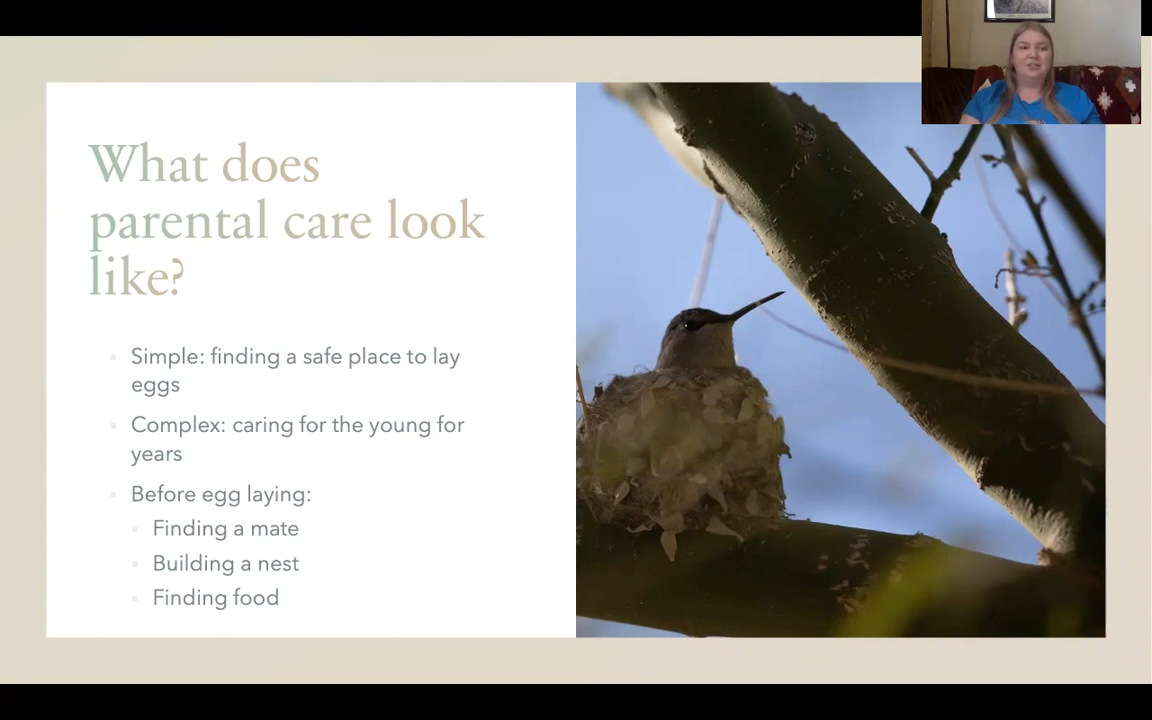 What does
parental care look
like?
Simple: finding a safe place to lay
eggs
Complex: caring for the young for
years
Before egg laying:
Finding a mate
Building a nest
Finding food